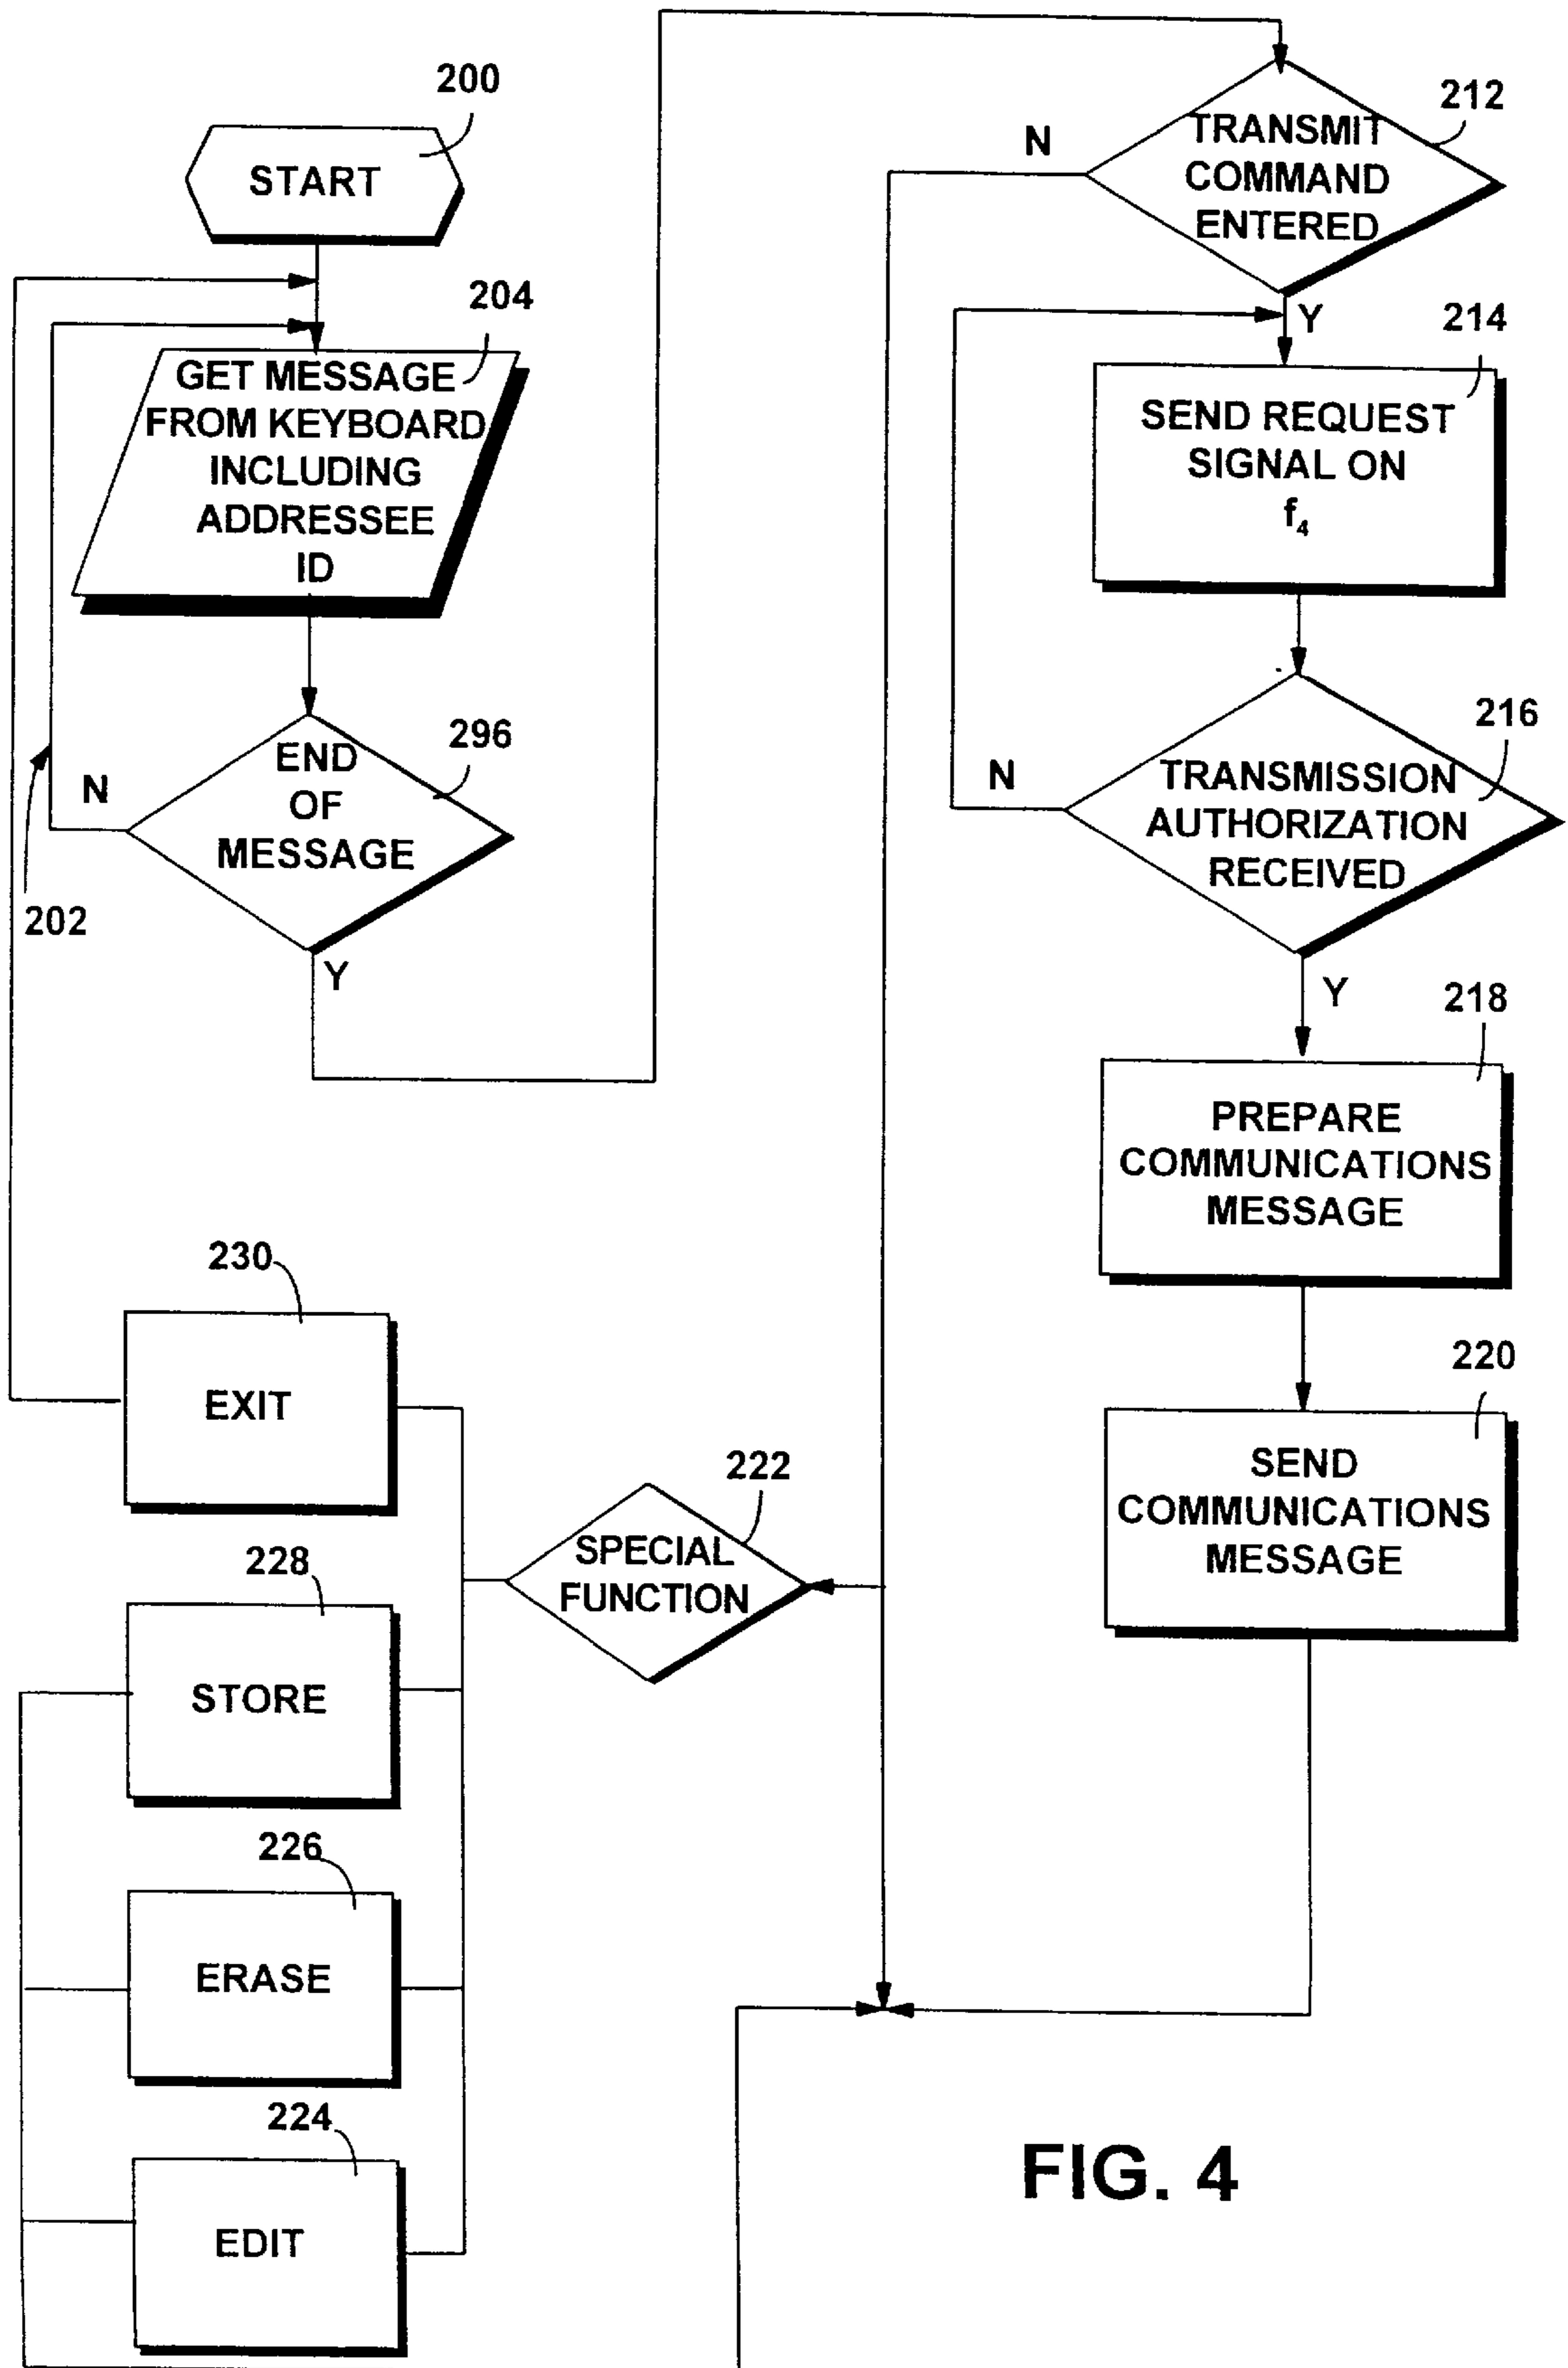 200
START
204
GET MESSAGE
FROM KEYBOARD
INCLUDING
ADDRESSEE
ID
296
END
OF
MESSAGE
N
202
Y
212
TRANSMIT
COMMAND
ENTERED
N
Y
214
SEND REQUEST
SIGNAL ON
f₄
216
TRANSMISSION
AUTHORIZATION
RECEIVED
N
Y
218
PREPARE
COMMUNICATIONS
MESSAGE
220
SEND
COMMUNICATIONS
MESSAGE
222
SPECIAL
FUNCTION
230
EXIT
228
STORE
226
ERASE
224
EDIT
FIG. 4